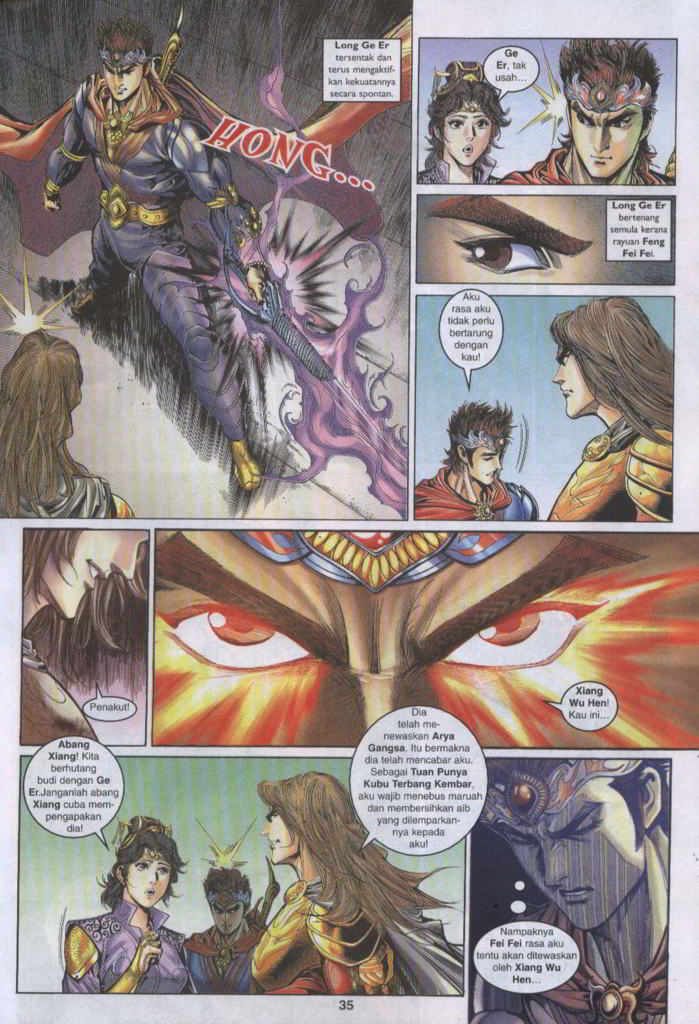 Long Ge Er
tersentak dan
terus mengaktif-
kan kekuatannya
secara spontan.
HONG...
Ge
Er, tak
usah...
Long Ge Er
bertenang
semula kerana
rayuan Feng
Fei Fei.
Aku
rasa aku
tidak perlu
bertarung
dengan
kau!
Penakut!
Xiang
Wu Hen!
Kau ini...
Abang
Xiang! Kita
berhutang
budi dengan Ge
Er.Janganlah abang
Xiang cuba mem-
pengapakan
dia!
Dia
telah me-
newaskan Arya
Gangsa. Itu bermakna
dia telah mencabar aku.
Sebagai Tuan Punya
Kubu Terbang Kembar,
aku wajib menebus maruah
dan membersihkan aib
yang dilemparkan-
nya kepada
aku!
Nampaknya
Fei Fei rasa aku
tentu akan ditewaskan
oleh Xiang Wu
Hen...
35